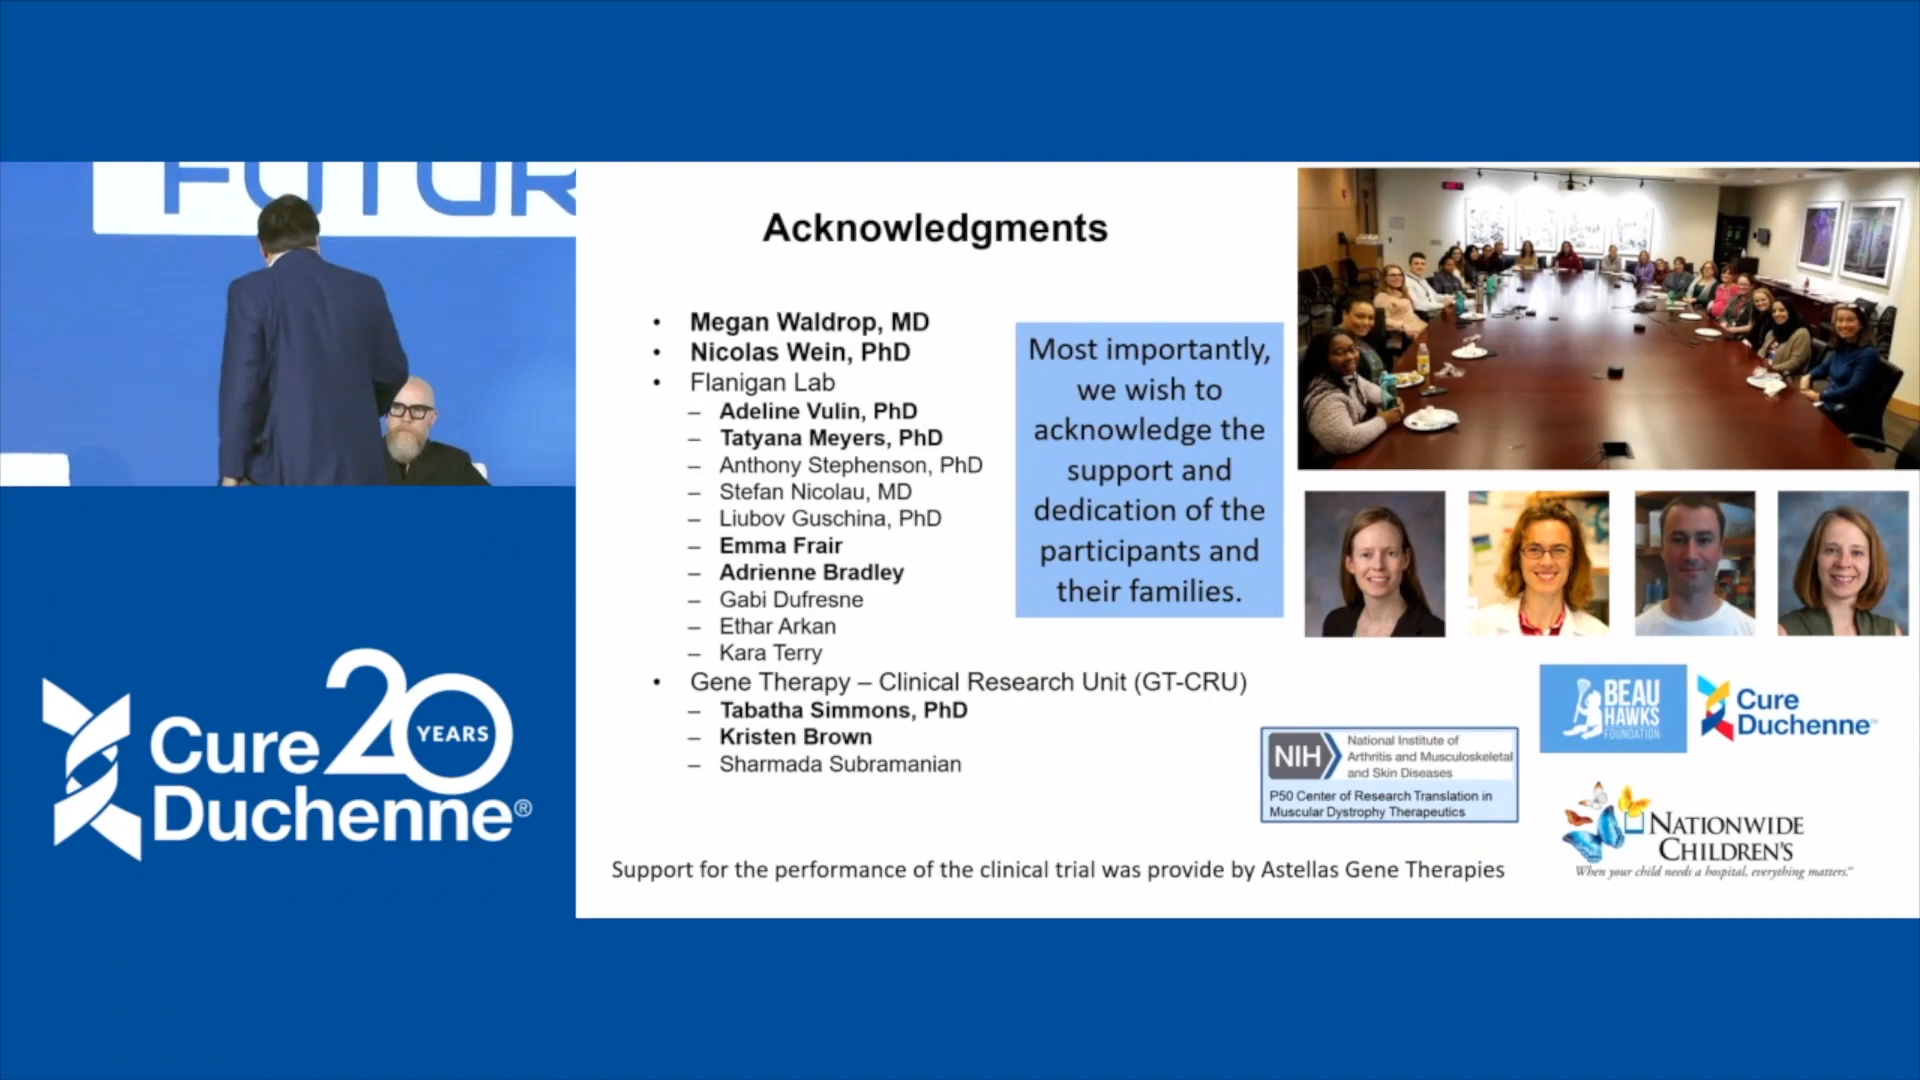 FUTUR
Acknowledgments
• Megan Waldrop, MD
• Nicolas Wein, PhD
• Flanigan Lab
– Adeline Vulin, PhD
– Tatyana Meyers, PhD
– Anthony Stephenson, PhD
– Stefan Nicolau, MD
– Liubov Guschina, PhD
– Emma Frair
– Adrienne Bradley
– Gabi Dufresne
– Ethar Arkan
– Kara Terry
• Gene Therapy – Clinical Research Unit (GT-CRU)
– Tabatha Simmons, PhD
– Kristen Brown
– Sharmada Subramanian
Most importantly,
we wish to
acknowledge the
support and
dedication of the
participants and
their families.
BEAU
HAWKS
FOUNDATION
Cure
Duchenne™
NIH
National Institute of
Arthritis and Musculoskeletal
and Skin Diseases
P50 Center of Research Translation in
Muscular Dystrophy Therapeutics
NATIONWIDE
CHILDREN'S
When your child needs a hospital, everything matters.℠
Support for the performance of the clinical trial was provide by Astellas Gene Therapies
Cure 20 YEARS
Duchenne®